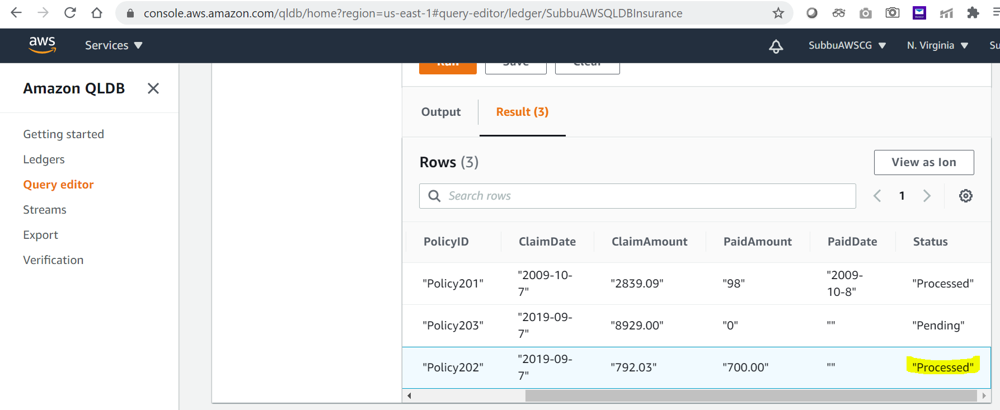 console.aws.amazon.com/qldb/home?region=us-east-1#query-editor/ledger/SubbuAWSQLDBInsurance
aws Services SubbuAWSCG N. Virginia Su
Run Save Clear
Amazon QLDB
Getting started
Ledgers
Query editor
Streams
Export
Verification
Output Result (3)
Rows (3) View as Ion
Search rows 1
PolicyID ClaimDate ClaimAmount PaidAmount PaidDate Status
"Policy201" "2009-10-7" "2839.09" "98" "2009-10-8" "Processed"
"Policy203" "2019-09-7" "8929.00" "0" "" "Pending"
"Policy202" "2019-09-7" "792.03" "700.00" "" "Processed"